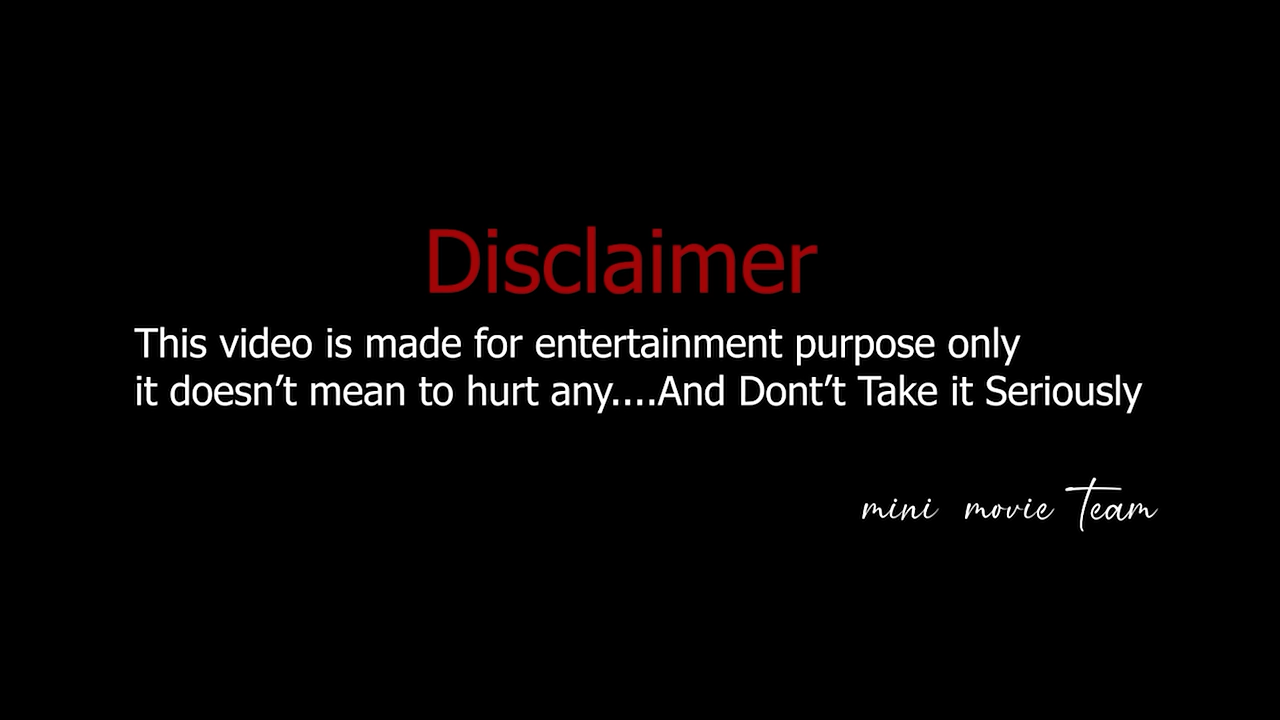 Disclaimer
This video is made for entertainment purpose only
it doesn’t mean to hurt any....And Dont’t Take it Seriously
mini movie team